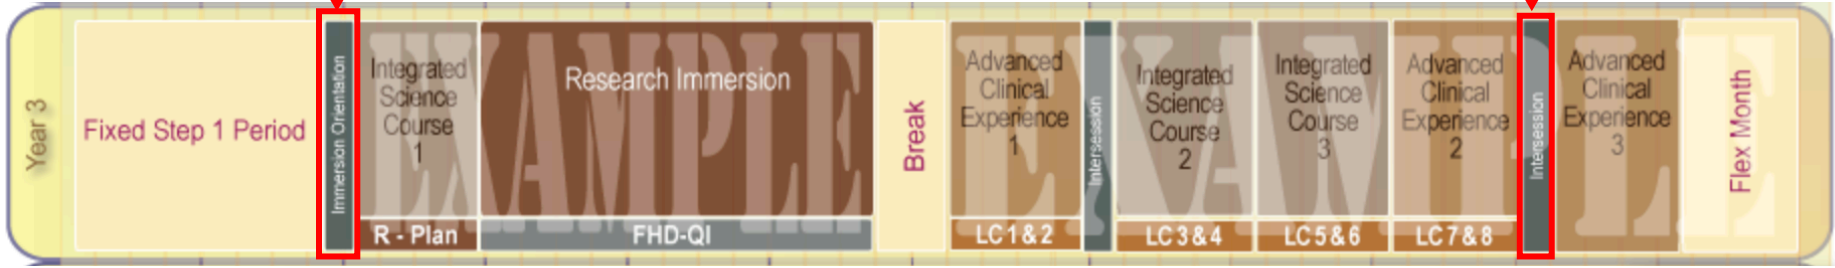 Year 3
Fixed Step 1 Period
Immersion Orientation
Integrated
Science
Course
1
R - Plan
Research Immersion
FHD-QI
Break
Advanced
Clinical
Experience
1
LC 1 & 2
Intersession
Integrated
Science
Course
2
LC 3 & 4
Integrated
Science
Course
3
LC 5 & 6
Advanced
Clinical
Experience
2
LC 7 & 8
Intersession
Advanced
Clinical
Experience
3
Flex Month
EXAMPLE
EXAMPLE